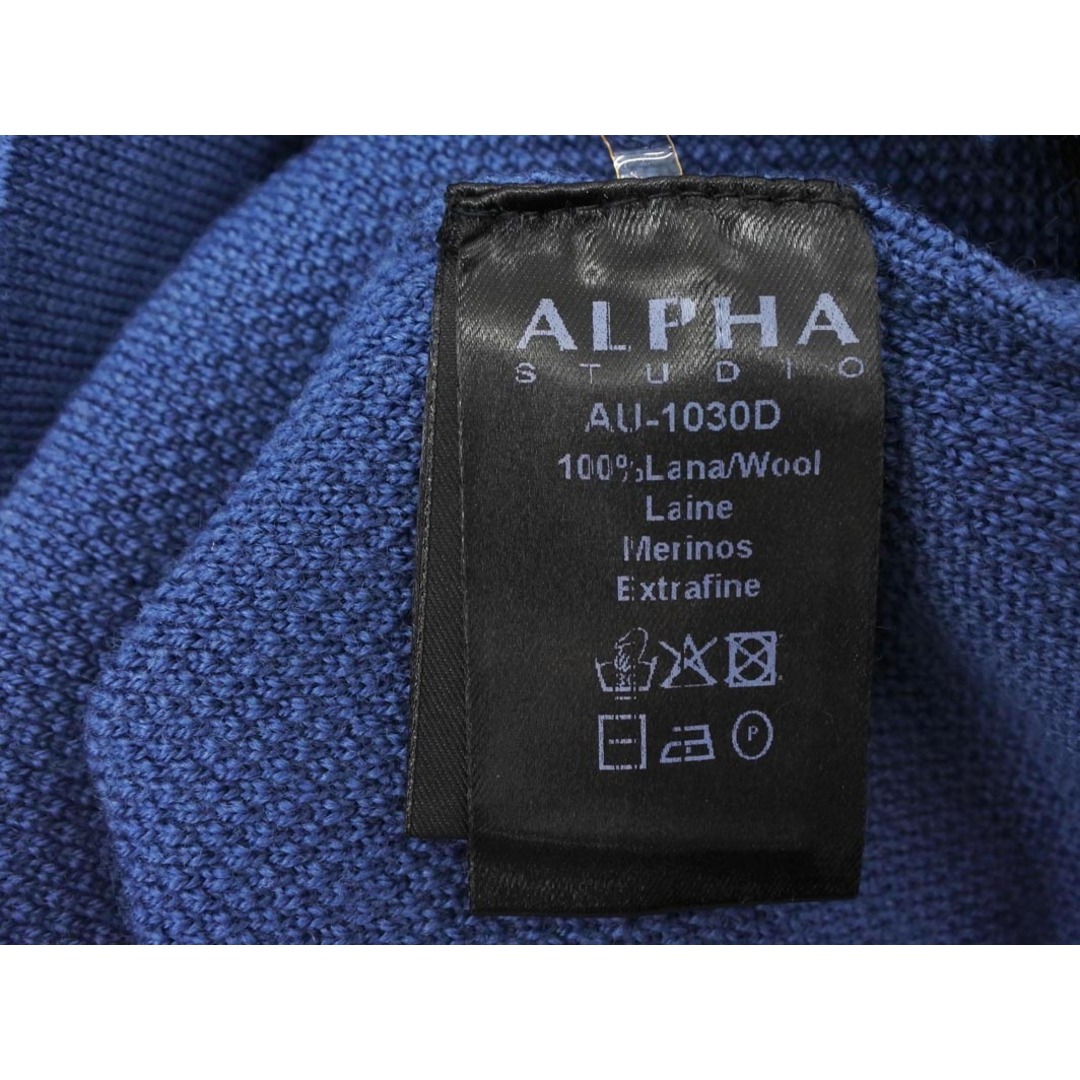 ALPHA
STUDIO
AU-1030D
100%Lana/Wool
Laine
Merinos
Extrafine
P